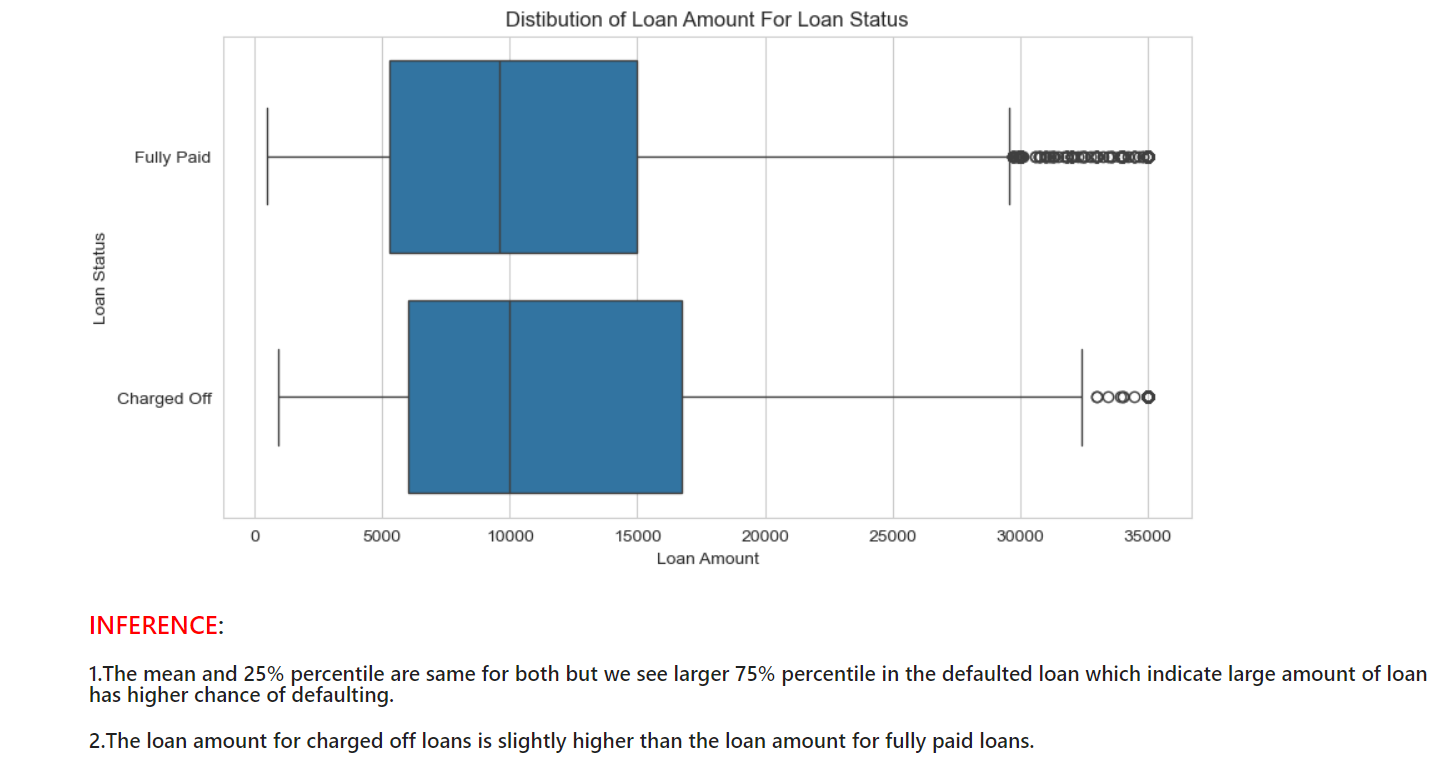 Distibution of Loan Amount For Loan Status
Loan Status
Fully Paid
Charged Off
0 5000 10000 15000 20000 25000 30000 35000
Loan Amount
INFERENCE:
1.The mean and 25% percentile are same for both but we see larger 75% percentile in the defaulted loan which indicate large amount of loan
has higher chance of defaulting.
2.The loan amount for charged off loans is slightly higher than the loan amount for fully paid loans.